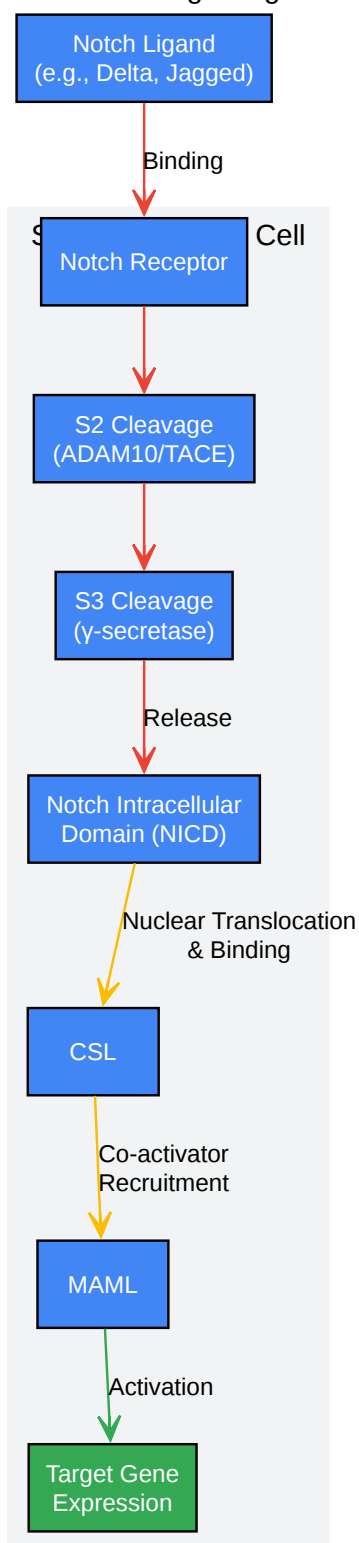 Notch Ligand
(e.g., Delta, Jagged)
Binding
Cell
Notch Receptor
S2 Cleavage
(ADAM10/TACE)
S3 Cleavage
(γ-secretase)
Release
Notch Intracellular
Domain (NICD)
Nuclear Translocation
& Binding
CSL
Co-activator
Recruitment
MAML
Activation
Target Gene
Expression